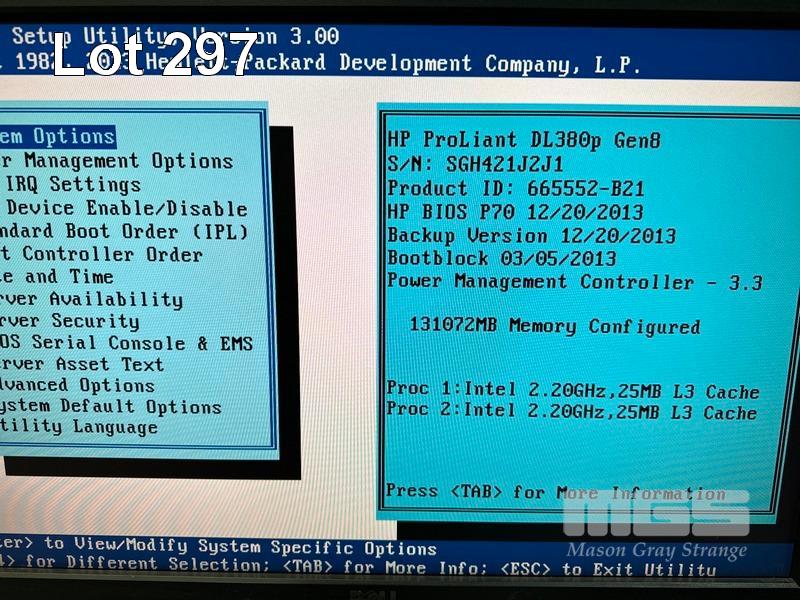 Setup Utility, Version 3.00
Lot 297
Hewlett-Packard Development Company, L.P.
em Options
r Management Options
IRQ Settings
Device Enable/Disable
ndard Boot Order (IPL)
t Controller Order
e and Time
rver Availability
rver Security
OS Serial Console & EMS
erver Asset Text
dvanced Options
ystem Default Options
tility Language
HP ProLiant DL380p Gen8
S/N: SGH421J2J1
Product ID: 665552-B21
HP BIOS P70 12/20/2013
Backup Version 12/20/2013
Bootblock 03/05/2013
Power Management Controller - 3.3
131072MB Memory Configured
Proc 1:Intel 2.20GHz,25MB L3 Cache
Proc 2:Intel 2.20GHz,25MB L3 Cache
Press <TAB> for More Information
MGS
Mason Gray Strange
ter> to View/Modify System Specific Options
> for Different Selection; <TAB> for More Info; <ESC> to Exit Utility